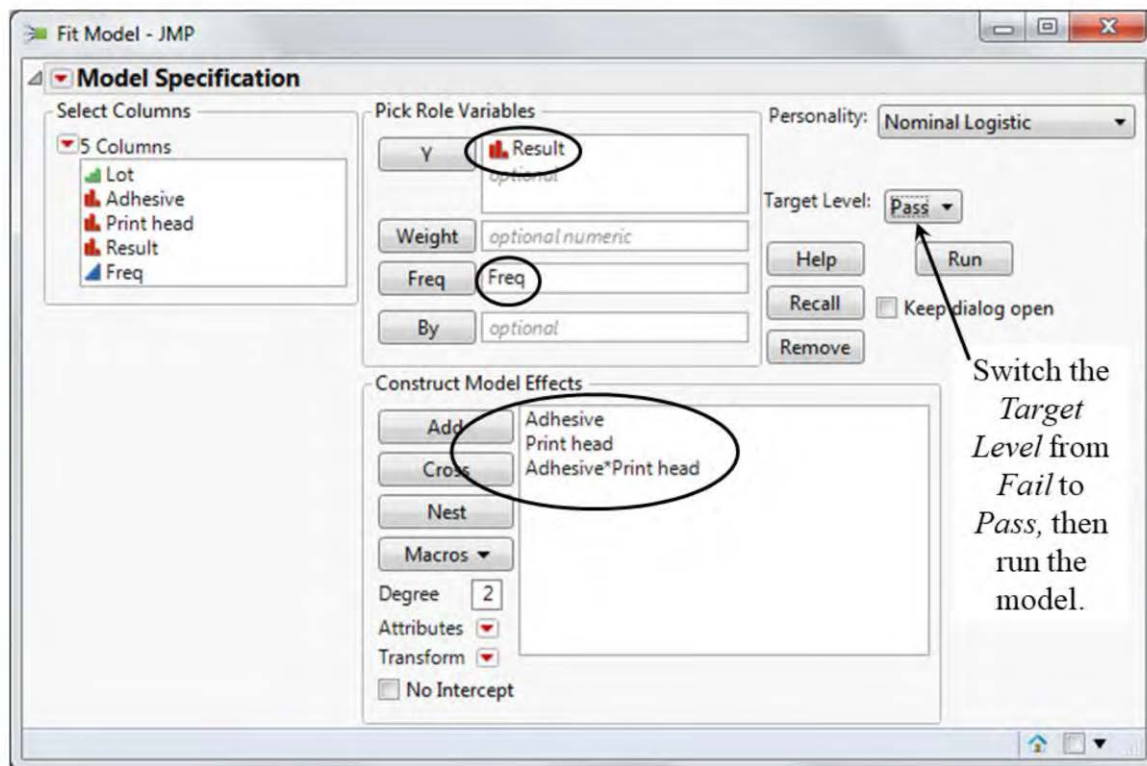 Fit Model - JMP
Model Specification
Select Columns
5 Columns
Lot
Adhesive
Print head
Result
Freq
Pick Role Variables
Y
Result
optional
Weight
optional numeric
Freq
Freq
By
optional
Personality:
Nominal Logistic
Target Level:
Pass
Help
Run
Recall
Keep dialog open
Remove
Construct Model Effects
Add
Cross
Nest
Macros
Degree
2
Attributes
Transform
No Intercept
Adhesive
Print head
Adhesive*Print head
Switch the
Target
Level from
Fail to
Pass, then
run the
model.